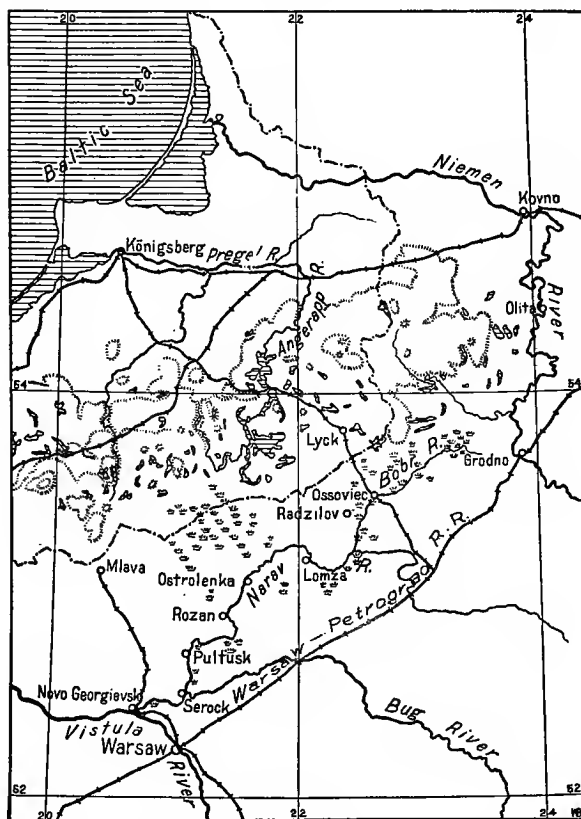 20
22
24
Baltic Sea
Niemen
Kovno
Königsberg
Pregel R.
River
Angerapp R.
Olita
54
54
Lyck
Bobr R.
Grodno
Ossoviec
Radzilov
Mlava
Ostrolenka
Narav R.
Lomza
Warsaw-Petrograd R.R.
Rozan
Pultusk
Novo Georgievsk
Serock
Vistula River
Warsaw
Bug River
52
52
20
22
24